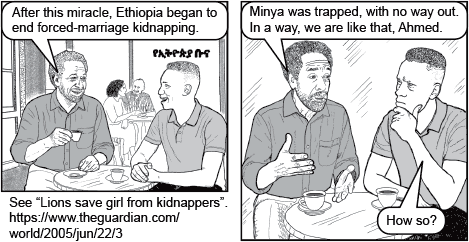 After this miracle, Ethiopia began to
end forced-marriage kidnapping.
የኢትዮጵያ ቡና
See “Lions save girl from kidnappers”.
https://www.theguardian.com/
world/2005/jun/22/3
Minya was trapped, with no way out.
In a way, we are like that, Ahmed.
How so?